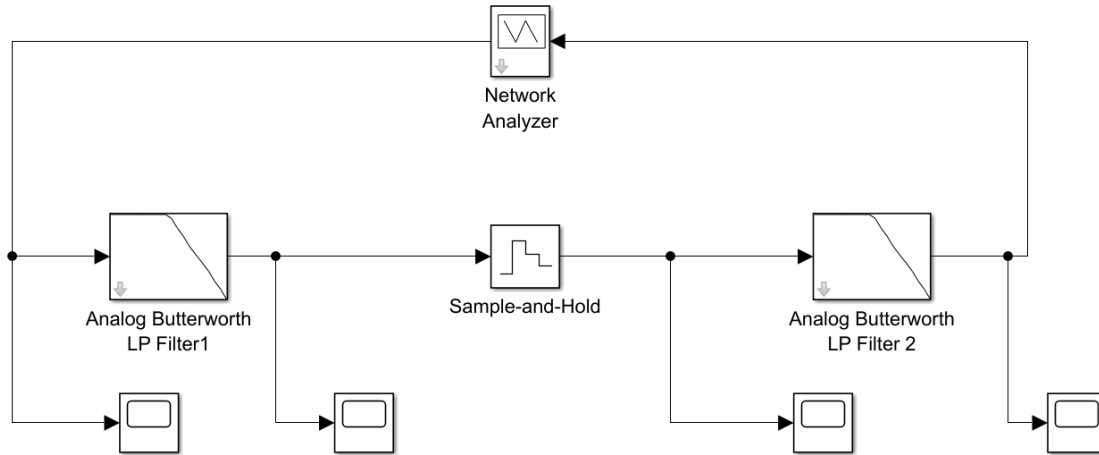 Network
Analyzer
Analog Butterworth
LP Filter1
Sample-and-Hold
Analog Butterworth
LP Filter 2